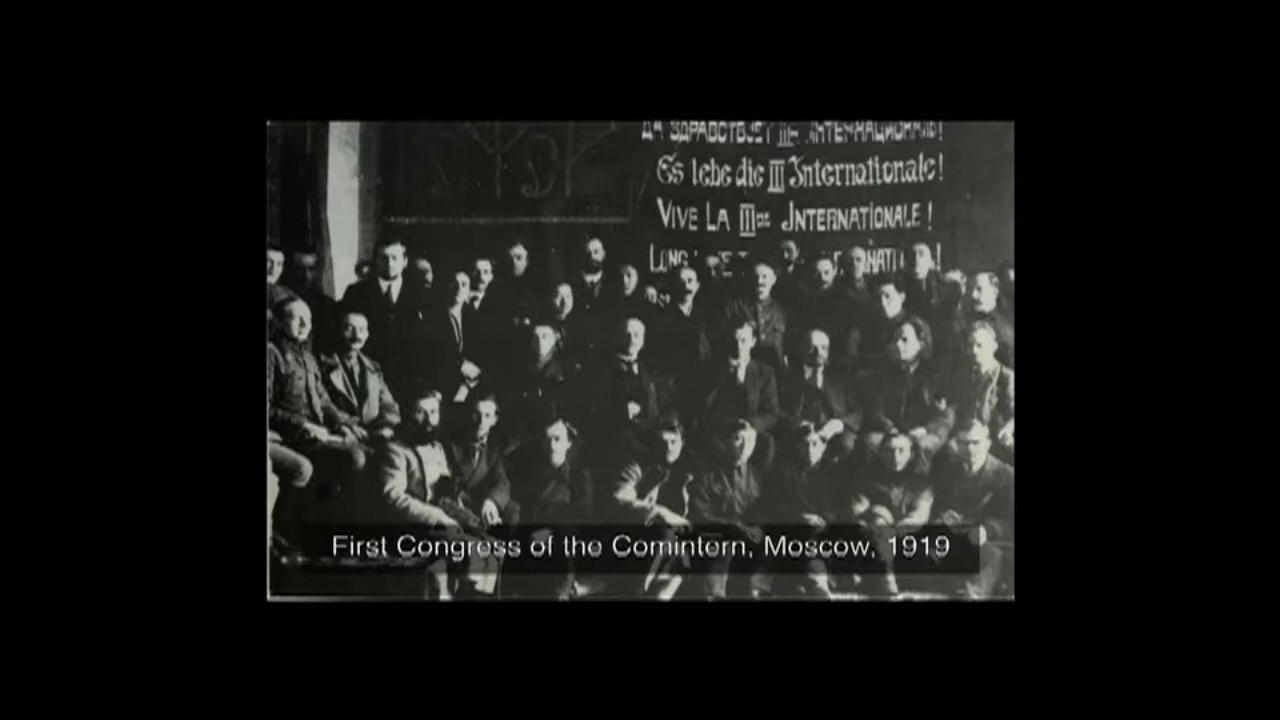 ДА ЗДРАВСТВУЕТ III
Es lebe die III Internationale!
VIVE LA IIIme INTERNATIONALE!
First Congress of the Comintern, Moscow, 1919